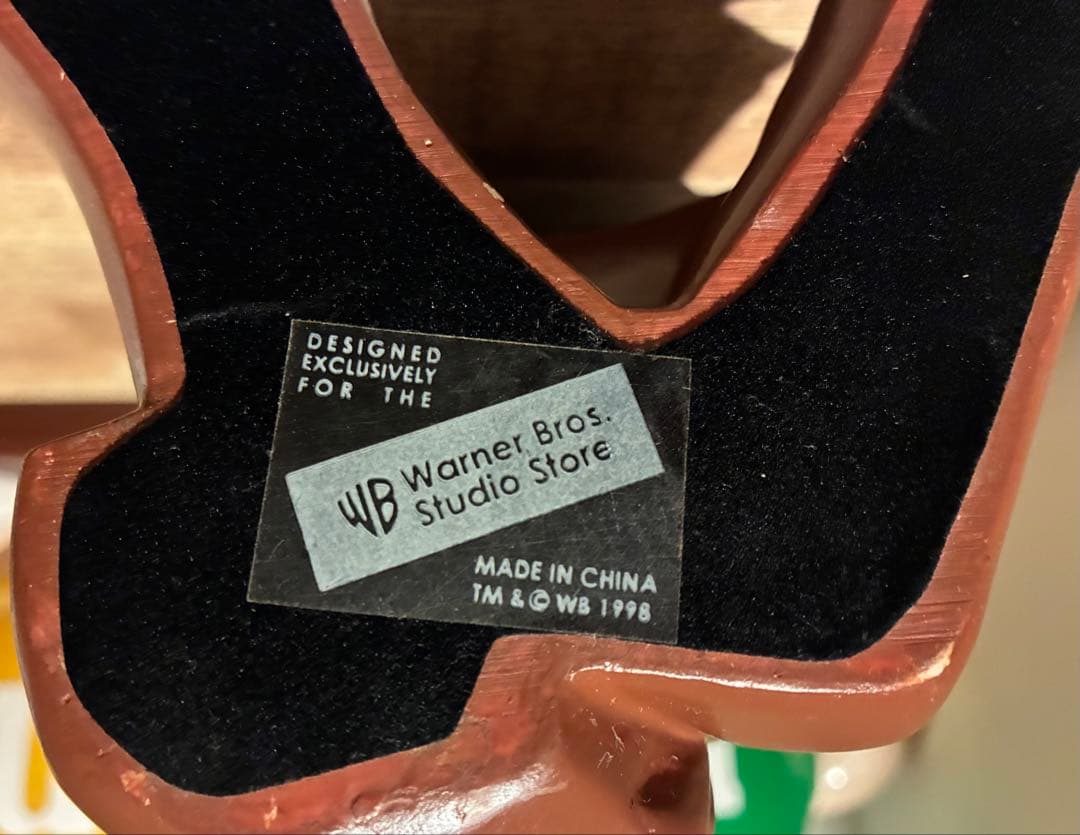 DESIGNED
EXCLUSIVELY
FOR THE
WB Warner Bros.
Studio Store
MADE IN CHINA
TM & © WB 1998